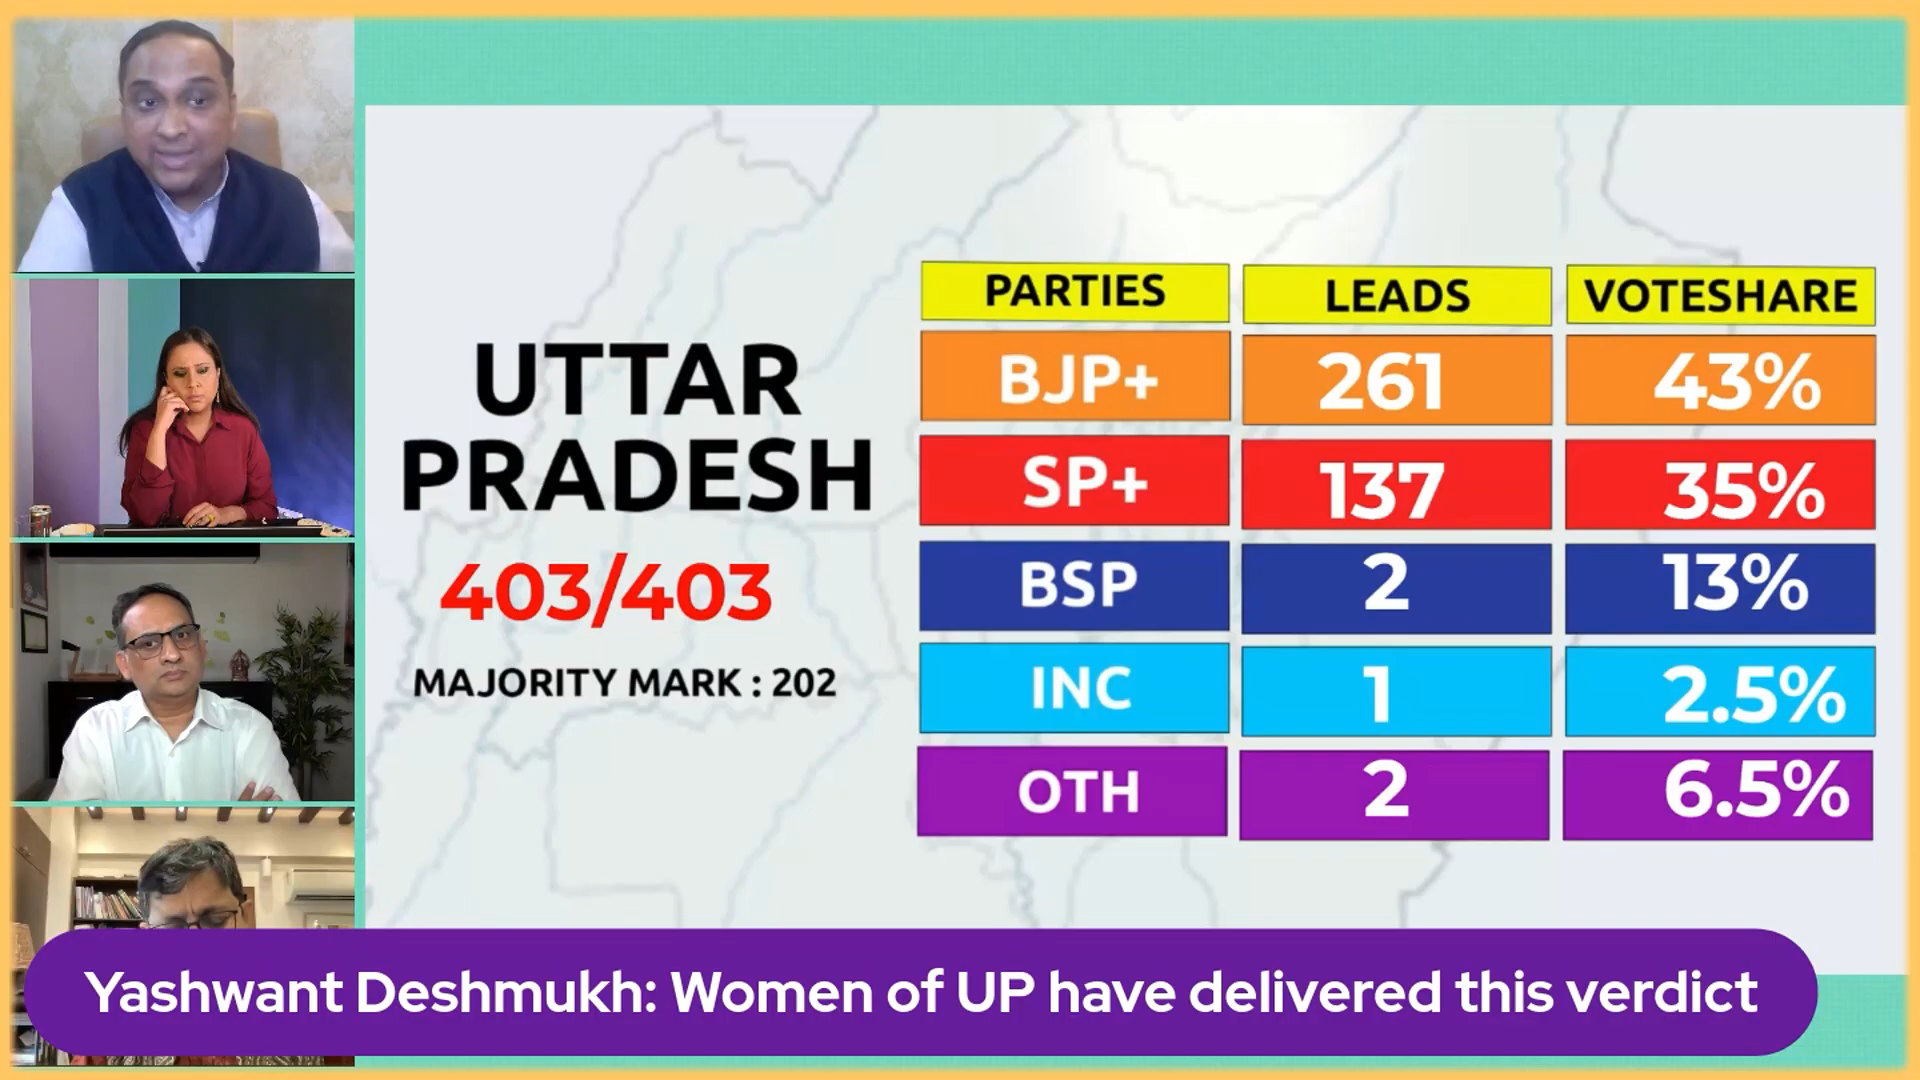 UTTAR
PRADESH
403/403
MAJORITY MARK : 202
PARTIES LEADS VOTESHARE
BJP+ 261 43%
SP+ 137 35%
BSP 2 13%
INC 1 2.5%
OTH 2 6.5%
Yashwant Deshmukh: Women of UP have delivered this verdict